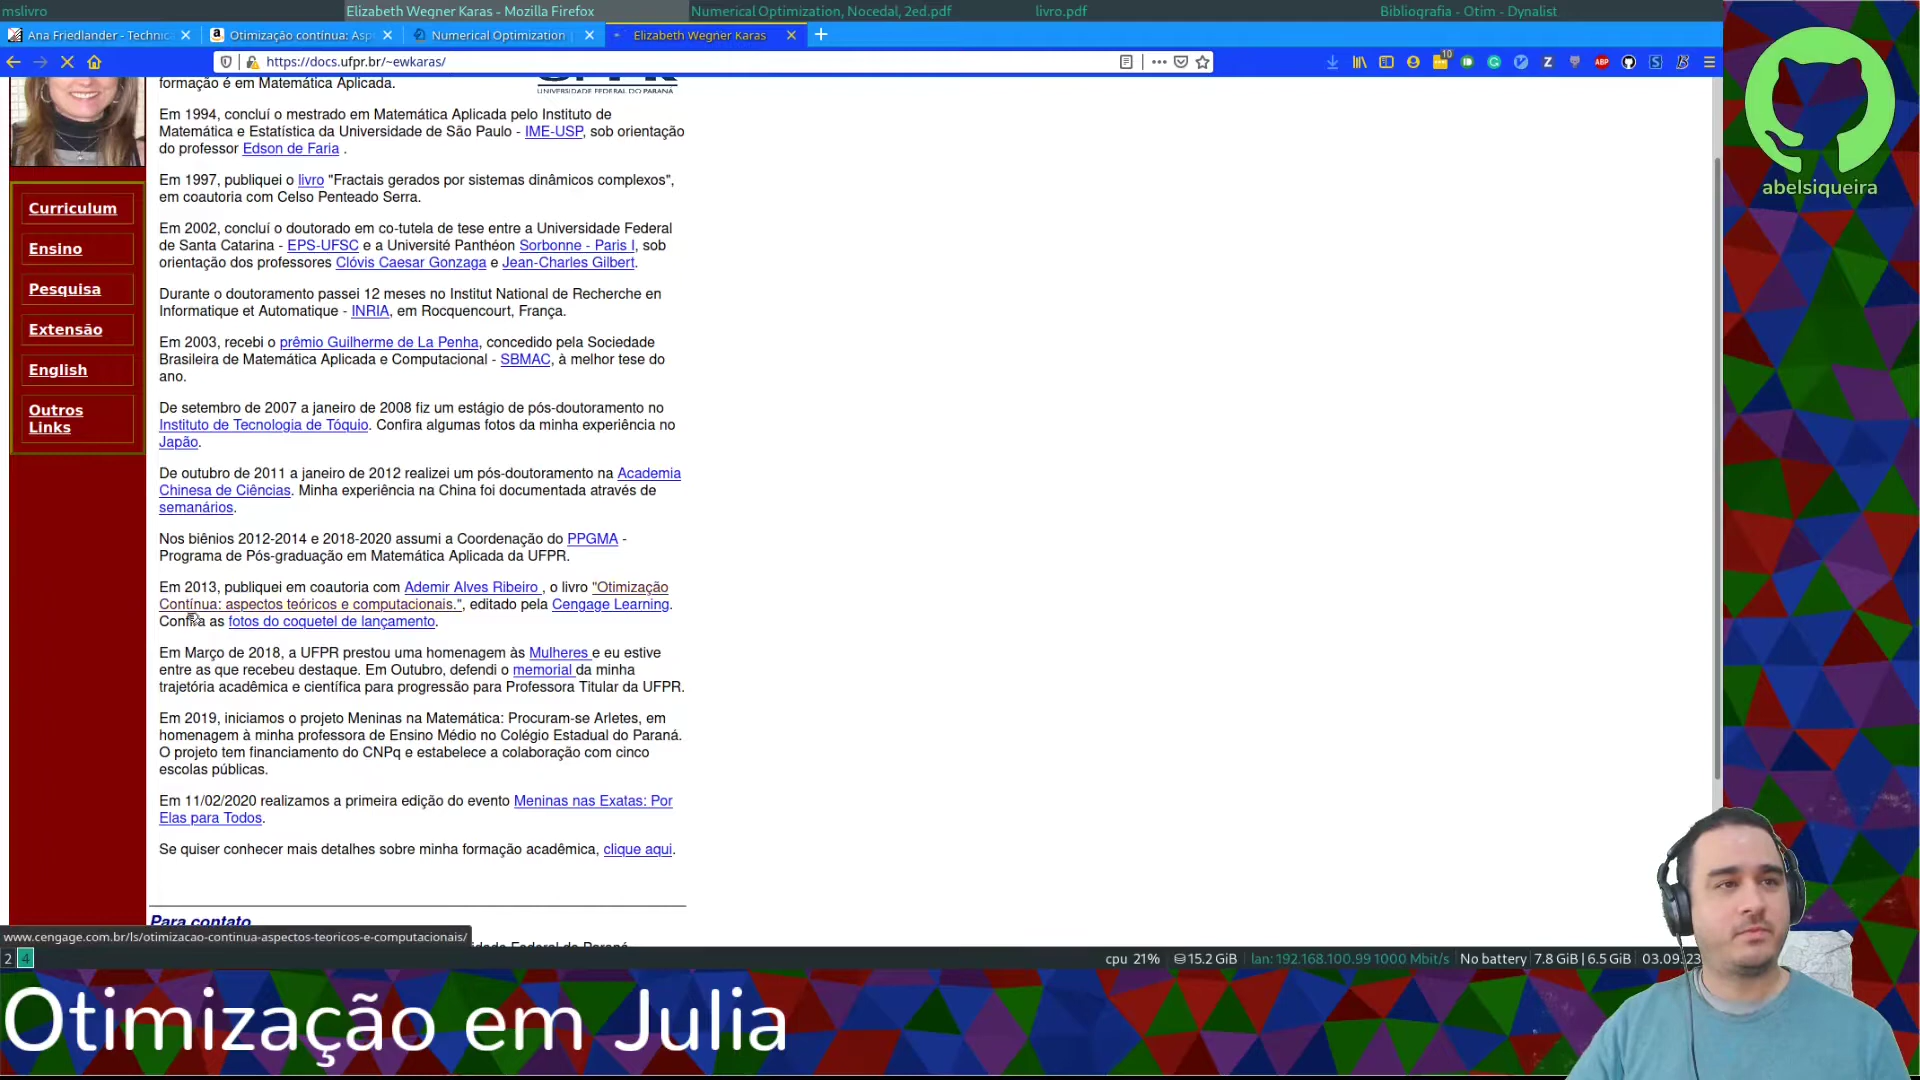 mslivro
Elizabeth Wegner Karas - Mozilla Firefox
Numerical Optimization, Nocedal, 2ed.pdf
livro.pdf
Bibliografia - Otim - Dynalist
Ana Friedlander - Technica
Otimização contínua: Asp
Numerical Optimization
Elizabeth Wegner Karas
https://docs.ufpr.br/~ewkaras/
10
ABP
abelsiqueira
Curriculum
Ensino
Pesquisa
Extensão
English
Outros
Links
UNIVERSIDADE FEDERAL DO PARANÁ
formação é em Matemática Aplicada.
Em 1994, concluí o mestrado em Matemática Aplicada pelo Instituto de
Matemática e Estatística da Universidade de São Paulo - IME-USP, sob orientação
do professor Edson de Faria .
Em 1997, publiquei o livro "Fractais gerados por sistemas dinâmicos complexos",
em coautoria com Celso Penteado Serra.
Em 2002, concluí o doutorado em co-tutela de tese entre a Universidade Federal
de Santa Catarina - EPS-UFSC e a Université Panthéon Sorbonne - Paris I, sob
orientação dos professores Clóvis Caesar Gonzaga e Jean-Charles Gilbert.
Durante o doutoramento passei 12 meses no Institut National de Recherche en
Informatique et Automatique - INRIA, em Rocquencourt, França.
Em 2003, recebi o prêmio Guilherme de La Penha, concedido pela Sociedade
Brasileira de Matemática Aplicada e Computacional - SBMAC, à melhor tese do
ano.
De setembro de 2007 a janeiro de 2008 fiz um estágio de pós-doutoramento no
Instituto de Tecnologia de Tóquio. Confira algumas fotos da minha experiência no
Japão.
De outubro de 2011 a janeiro de 2012 realizei um pós-doutoramento na Academia
Chinesa de Ciências. Minha experiência na China foi documentada através de
semanários.
Nos biênios 2012-2014 e 2018-2020 assumi a Coordenação do PPGMA -
Programa de Pós-graduação em Matemática Aplicada da UFPR.
Em 2013, publiquei em coautoria com Ademir Alves Ribeiro , o livro "Otimização
Contínua: aspectos teóricos e computacionais.", editado pela Cengage Learning.
Confira as fotos do coquetel de lançamento.
Em Março de 2018, a UFPR prestou uma homenagem às Mulheres e eu estive
entre as que recebeu destaque. Em Outubro, defendi o memorial da minha
trajetória acadêmica e científica para progressão para Professora Titular da UFPR.
Em 2019, iniciamos o projeto Meninas na Matemática: Procuram-se Arletes, em
homenagem à minha professora de Ensino Médio no Colégio Estadual do Paraná.
O projeto tem financiamento do CNPq e estabelece a colaboração com cinco
escolas públicas.
Em 11/02/2020 realizamos a primeira edição do evento Meninas nas Exatas: Por
Elas para Todos.
Se quiser conhecer mais detalhes sobre minha formação acadêmica, clique aqui.
Para contato
www.cengage.com.br/ls/otimizacao-continua-aspectos-teoricos-e-computacionais/
2 4
cpu 21% 15.2 GiB lan: 192.168.100.99 1000 Mbit/s No battery 7.8 GiB | 6.5 GiB 03.09.23
Otimização em Julia